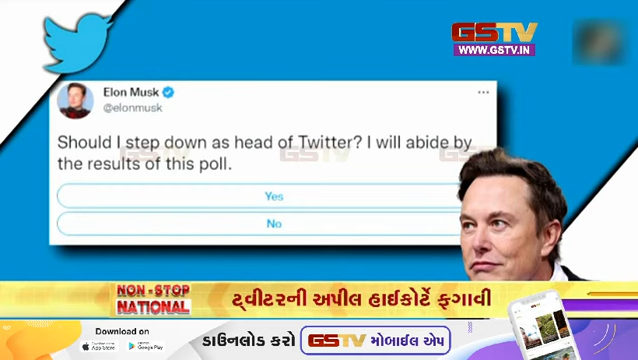 GSTV
WWW.GSTV.IN
Elon Musk
@elonmusk
Should I step down as head of Twitter? I will abide by
the results of this poll.
Yes
No
NON-STOP
NATIONAL
ટ્વીટરની અપીલ હાઈકોર્ટે ફગાવી
Download on
App Store
Google Play
ડાઉનલોડ કરો GSTV મોબાઈલ એપ